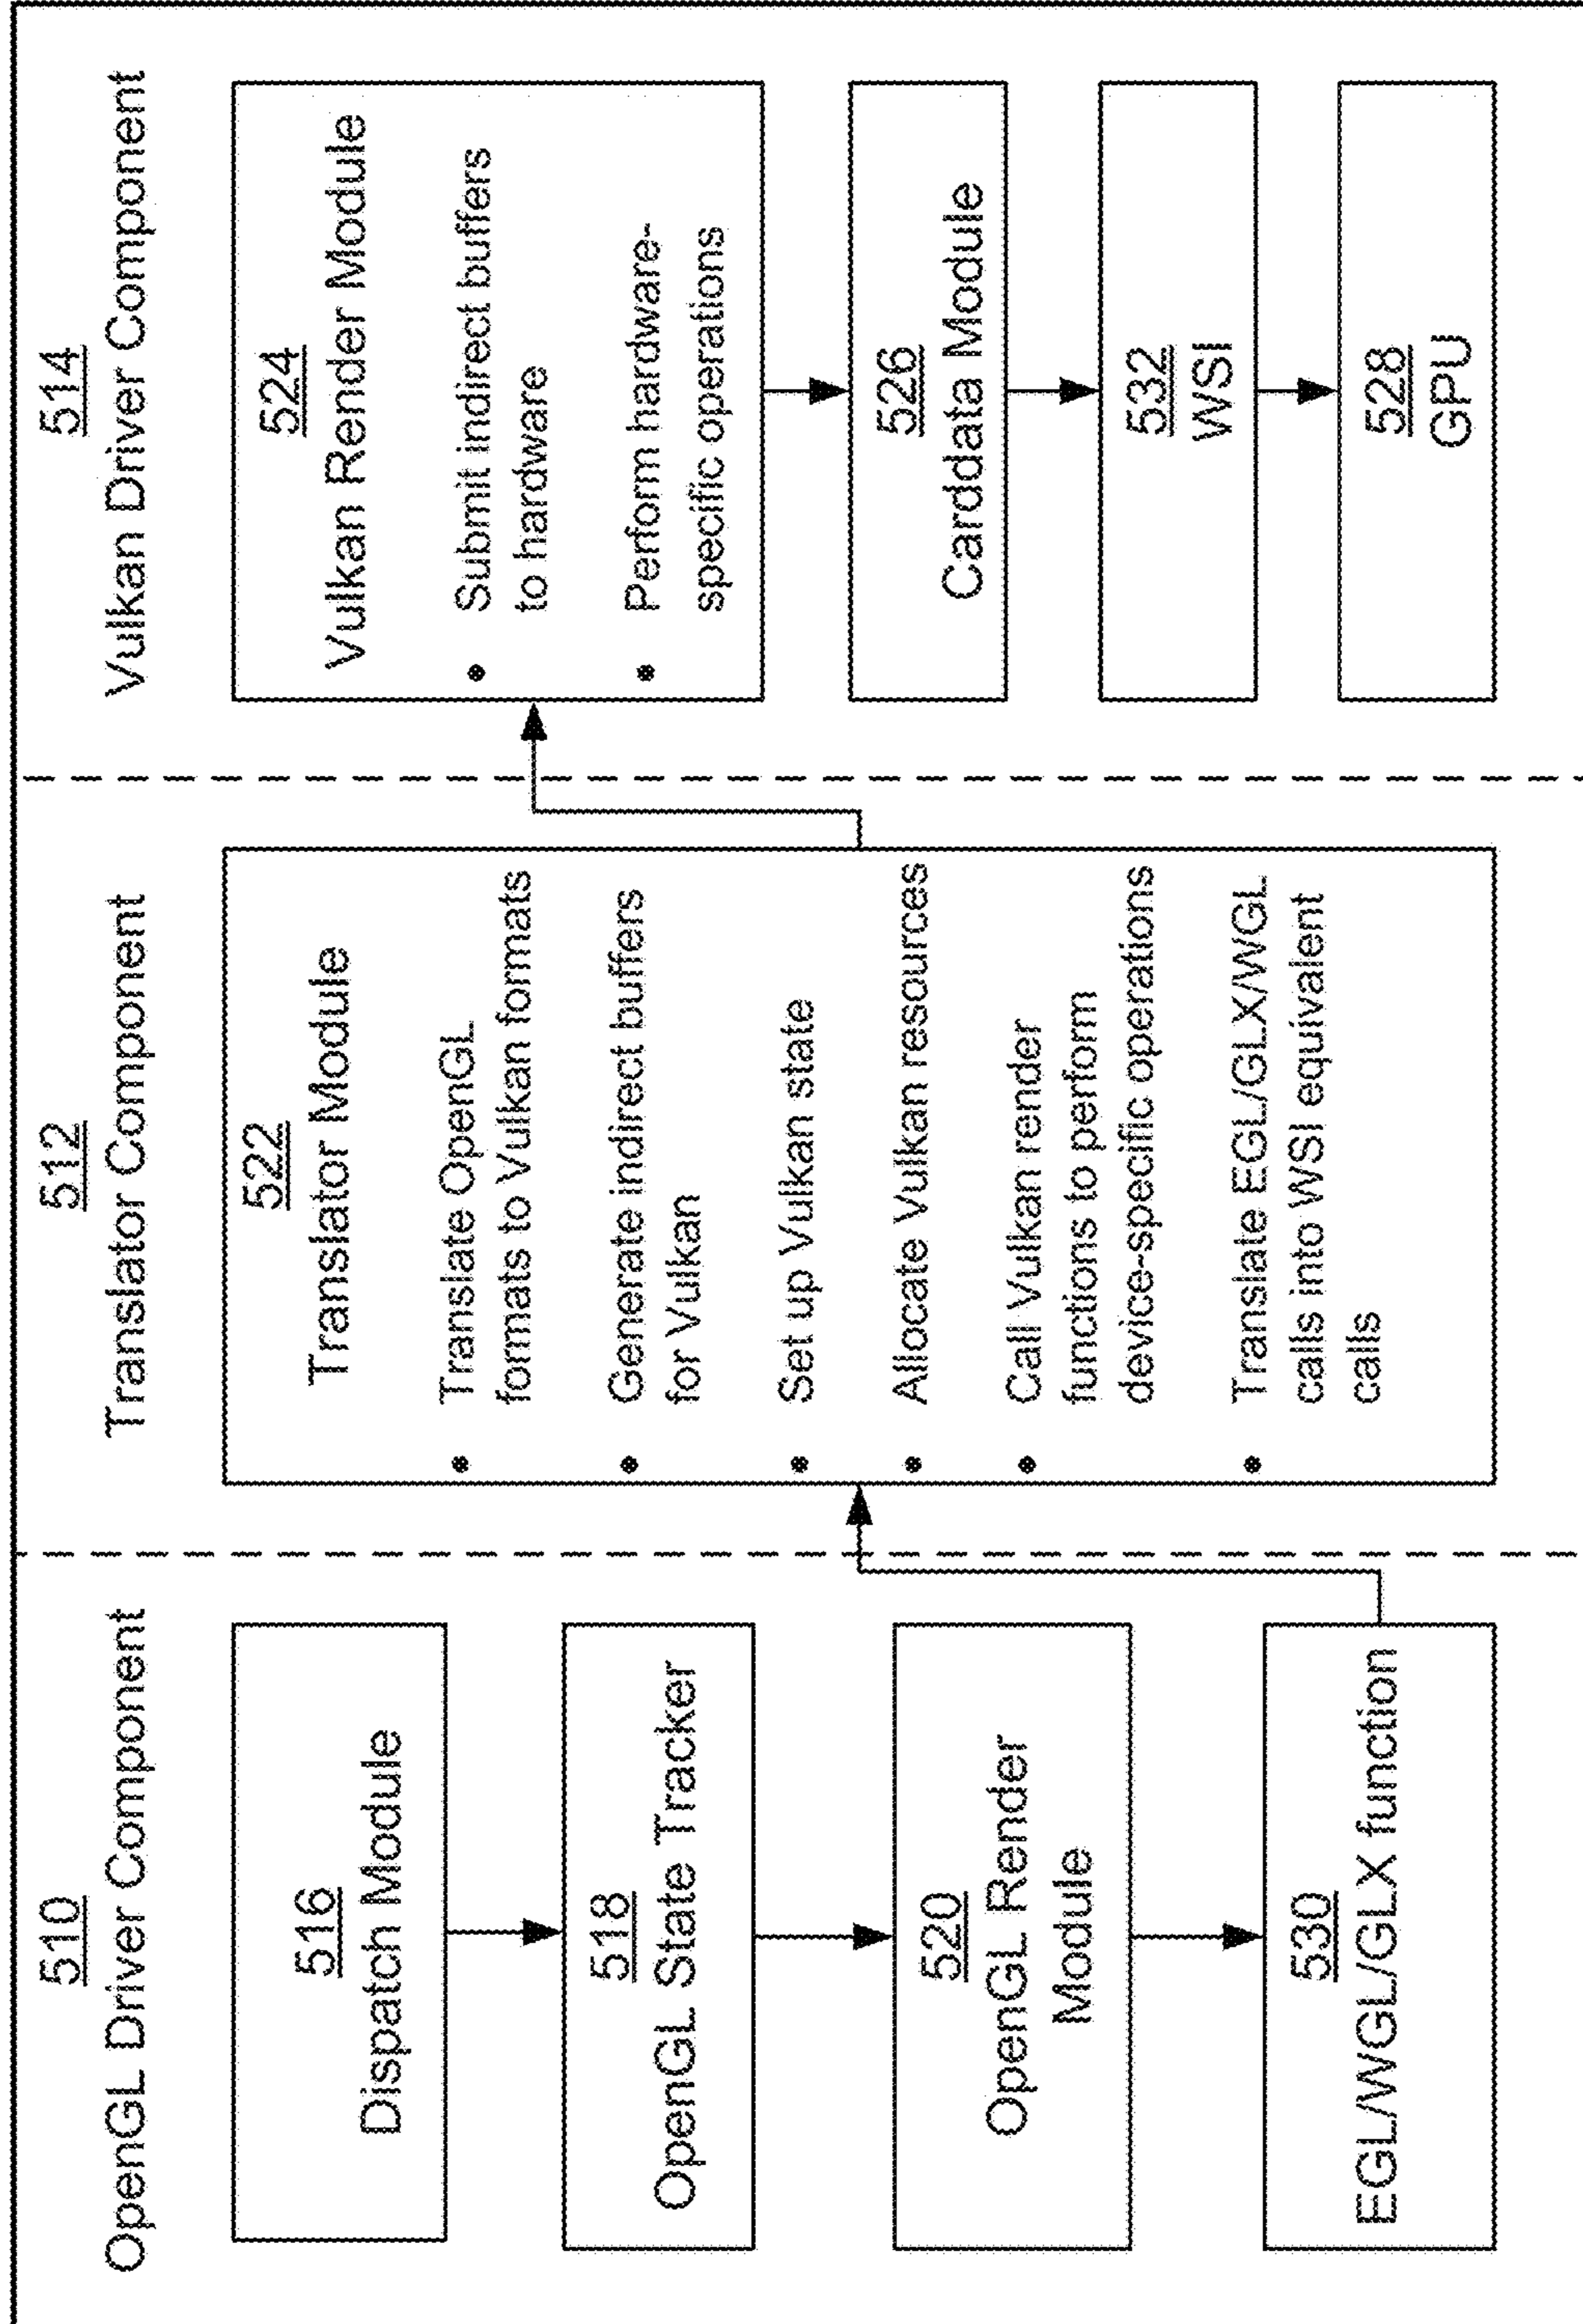 510
OpenGL Driver Component
516
Dispatch Module
518
OpenGL State Tracker
520
OpenGL Render
Module
530
EGL/WGL/GLX function
512
Translator Component
522
Translator Module
• Translate OpenGL
formats to Vulkan formats
• Generate indirect buffers
for Vulkan
• Set up Vulkan state
• Allocate Vulkan resources
• Call Vulkan render
functions to perform
device-specific operations
• Translate EGL/GLX/WGL
calls into WSI equivalent
calls
514
Vulkan Driver Component
524
Vulkan Render Module
• Submit indirect buffers
to hardware
• Perform hardware-
specific operations
526
Carddata Module
532
WSI
528
GPU